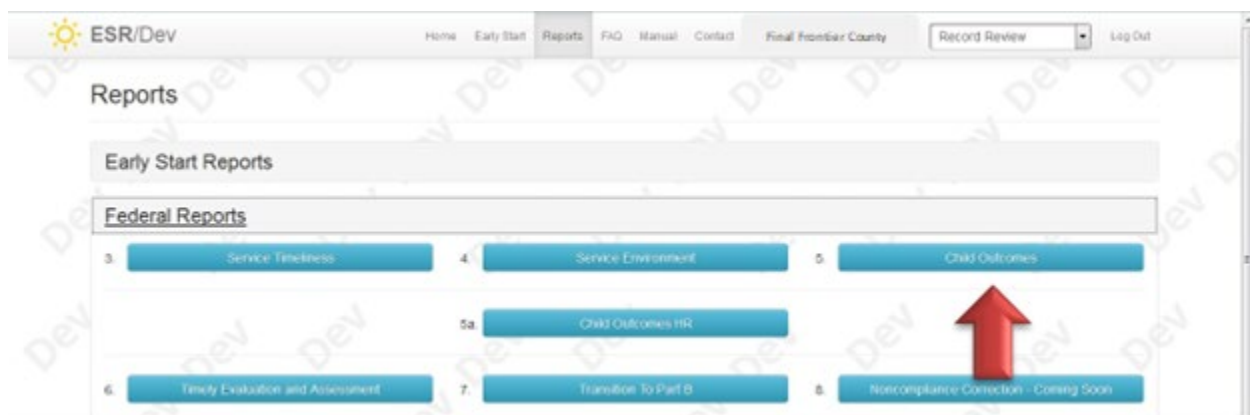 ESR/Dev Home Early Start Reports FAQ Manual Contact Final Frontier County Record Review Log Out
Reports
Early Start Reports
Federal Reports
3. Service Timeliness 4. Service Environment 5. Child Outcomes
5a. Child Outcomes HR
6. Timely Evaluation and Assessment 7. Transition To Part B 8. Noncompliance Correction - Coming Soon